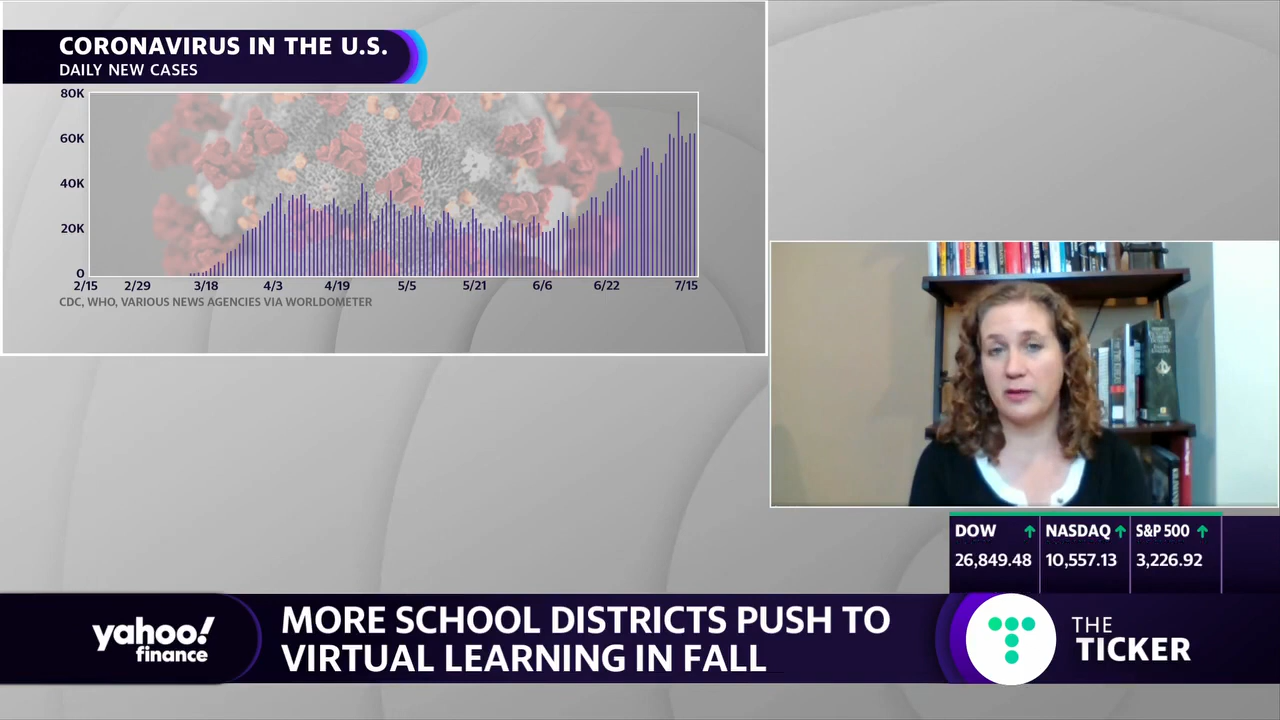 CORONAVIRUS IN THE U.S.
DAILY NEW CASES
80K
60K
40K
20K
0
2/15 2/29 3/18 4/3 4/19 5/5 5/21 6/6 6/22 7/15
CDC, WHO, VARIOUS NEWS AGENCIES VIA WORLDOMETER
DOW NASDAQ S&P 500
26,849.48 10,557.13 3,226.92
yahoo!
finance
MORE SCHOOL DISTRICTS PUSH TO
VIRTUAL LEARNING IN FALL
THE
TICKER